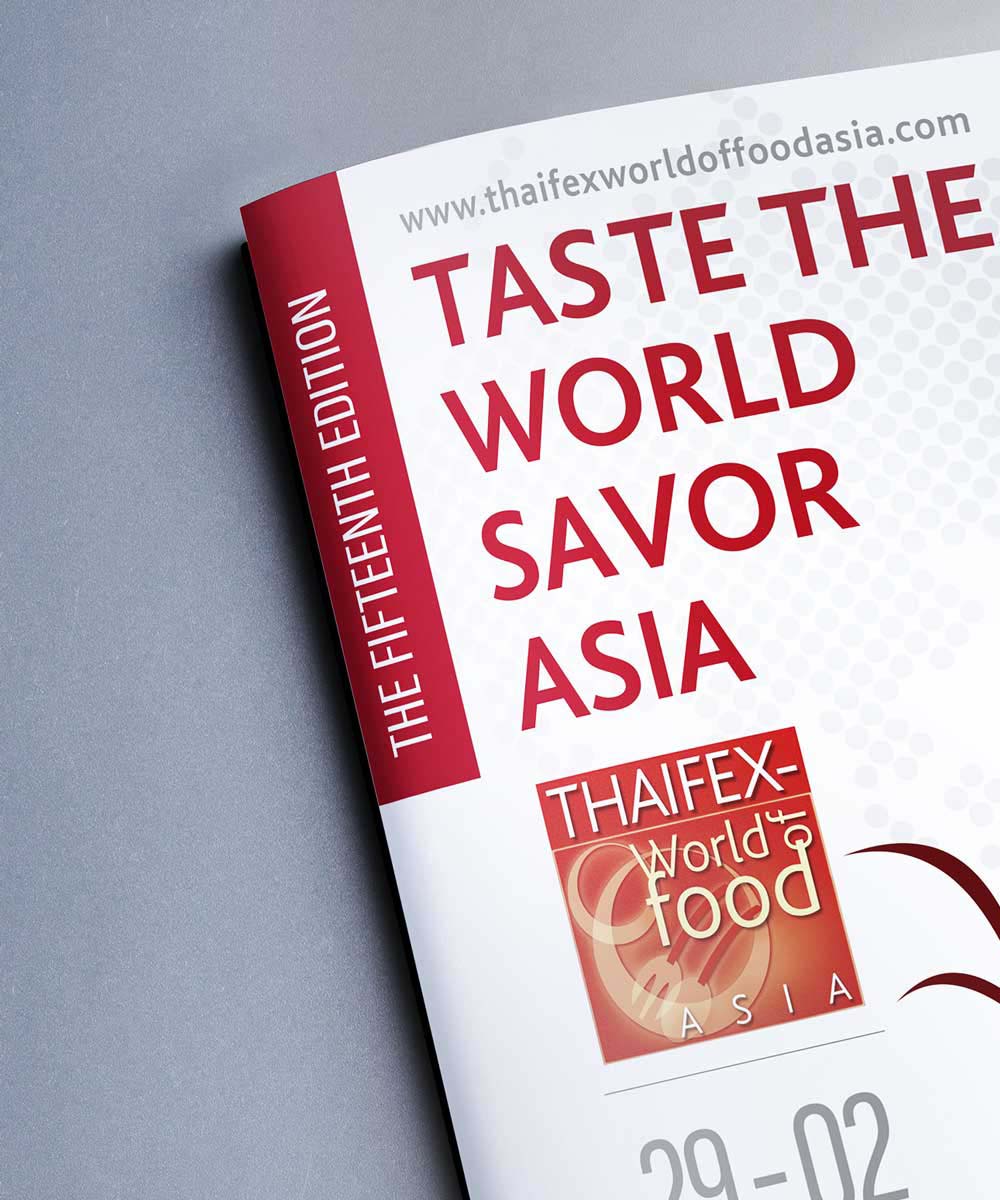 www.thaifexworldoffoodasia.com
TASTE THE
WORLD
SAVOR
ASIA
THE FIFTEENTH EDITION
THAIFEX-
World of
food
ASIA
29-02